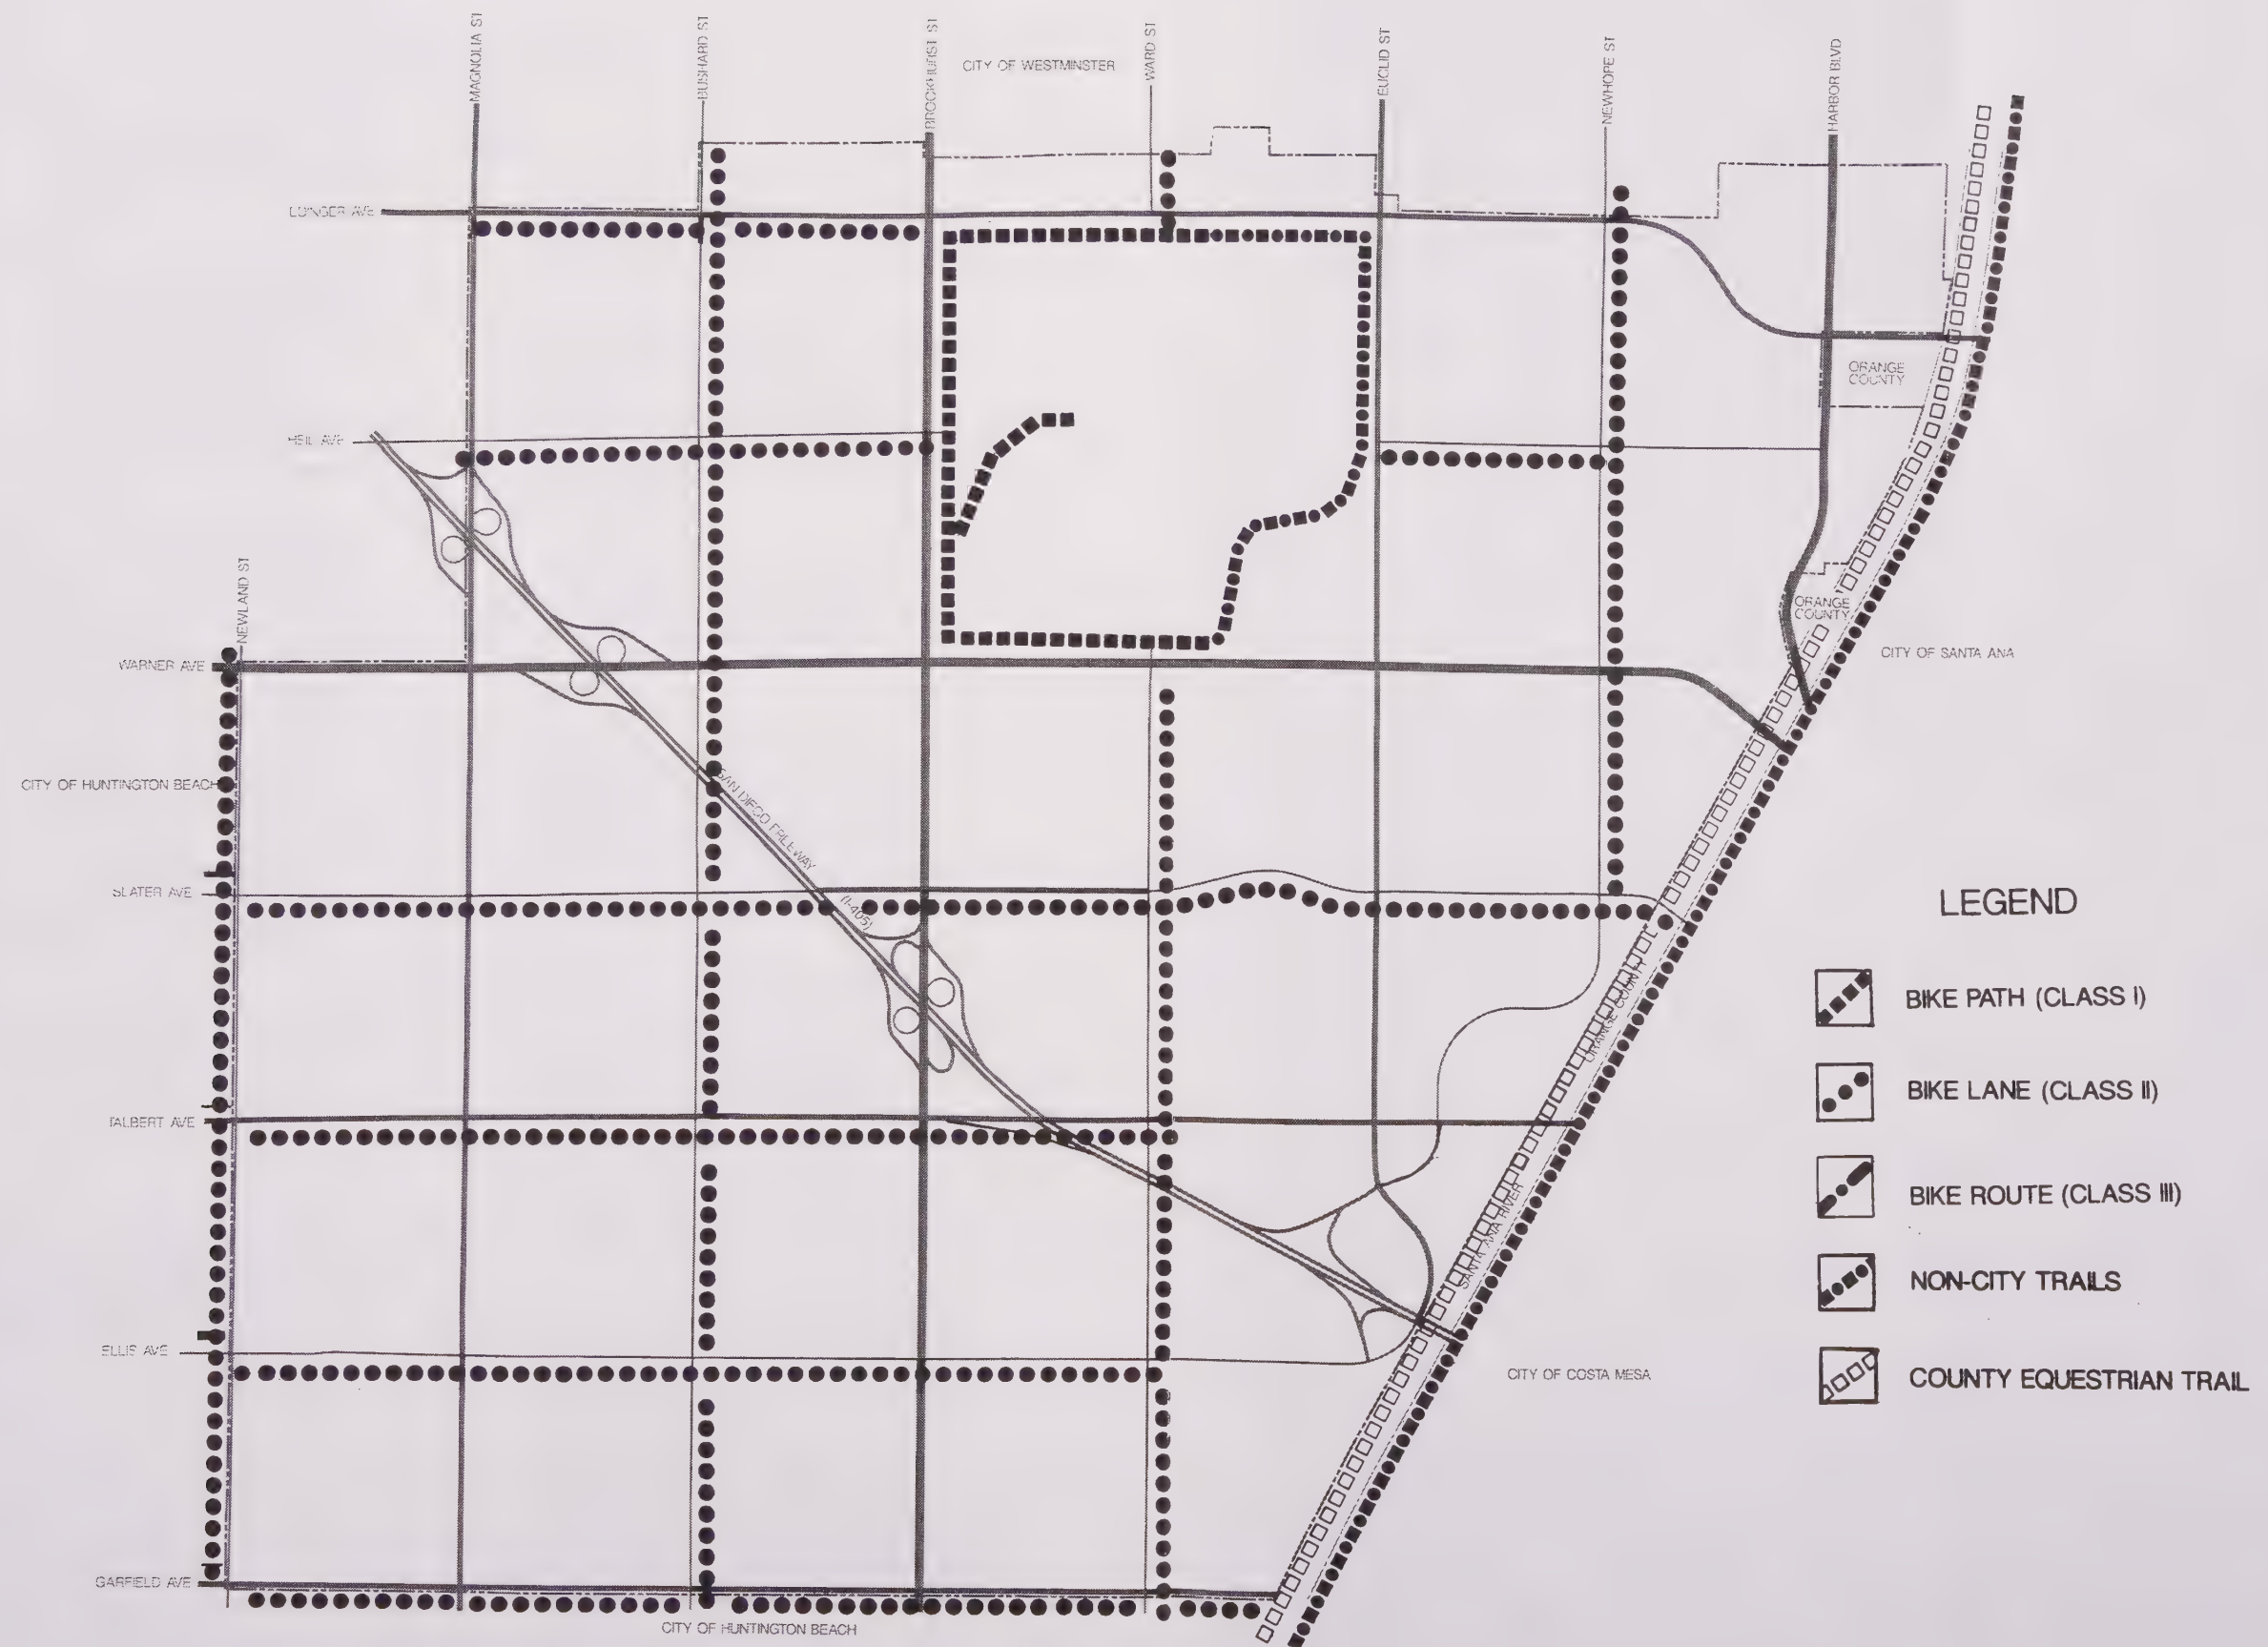 MAGNOLIA ST
BUSHARD ST
BROOKHURST ST
WARD ST
EUCLID ST
NEWHOPE ST
HARBOR BLVD
CITY OF WESTMINSTER
EDINGER AVE
ORANGE
COUNTY
HEIL AVE
NEWLAND ST
ORANGE
COUNTY
WARNER AVE
CITY OF SANTA ANA
CITY OF HUNTINGTON BEACH
SAN DIEGO FREEWAY
(I-405)
SLATER AVE
LEGEND
BIKE PATH (CLASS I)
ORANGE COUNTY
BIKE LANE (CLASS II)
TALBERT AVE
BIKE ROUTE (CLASS III)
SANTA ANA RIVER
NON-CITY TRAILS
ELLIS AVE
CITY OF COSTA MESA
COUNTY EQUESTRIAN TRAIL
GARFIELD AVE
CITY OF HUNTINGTON BEACH